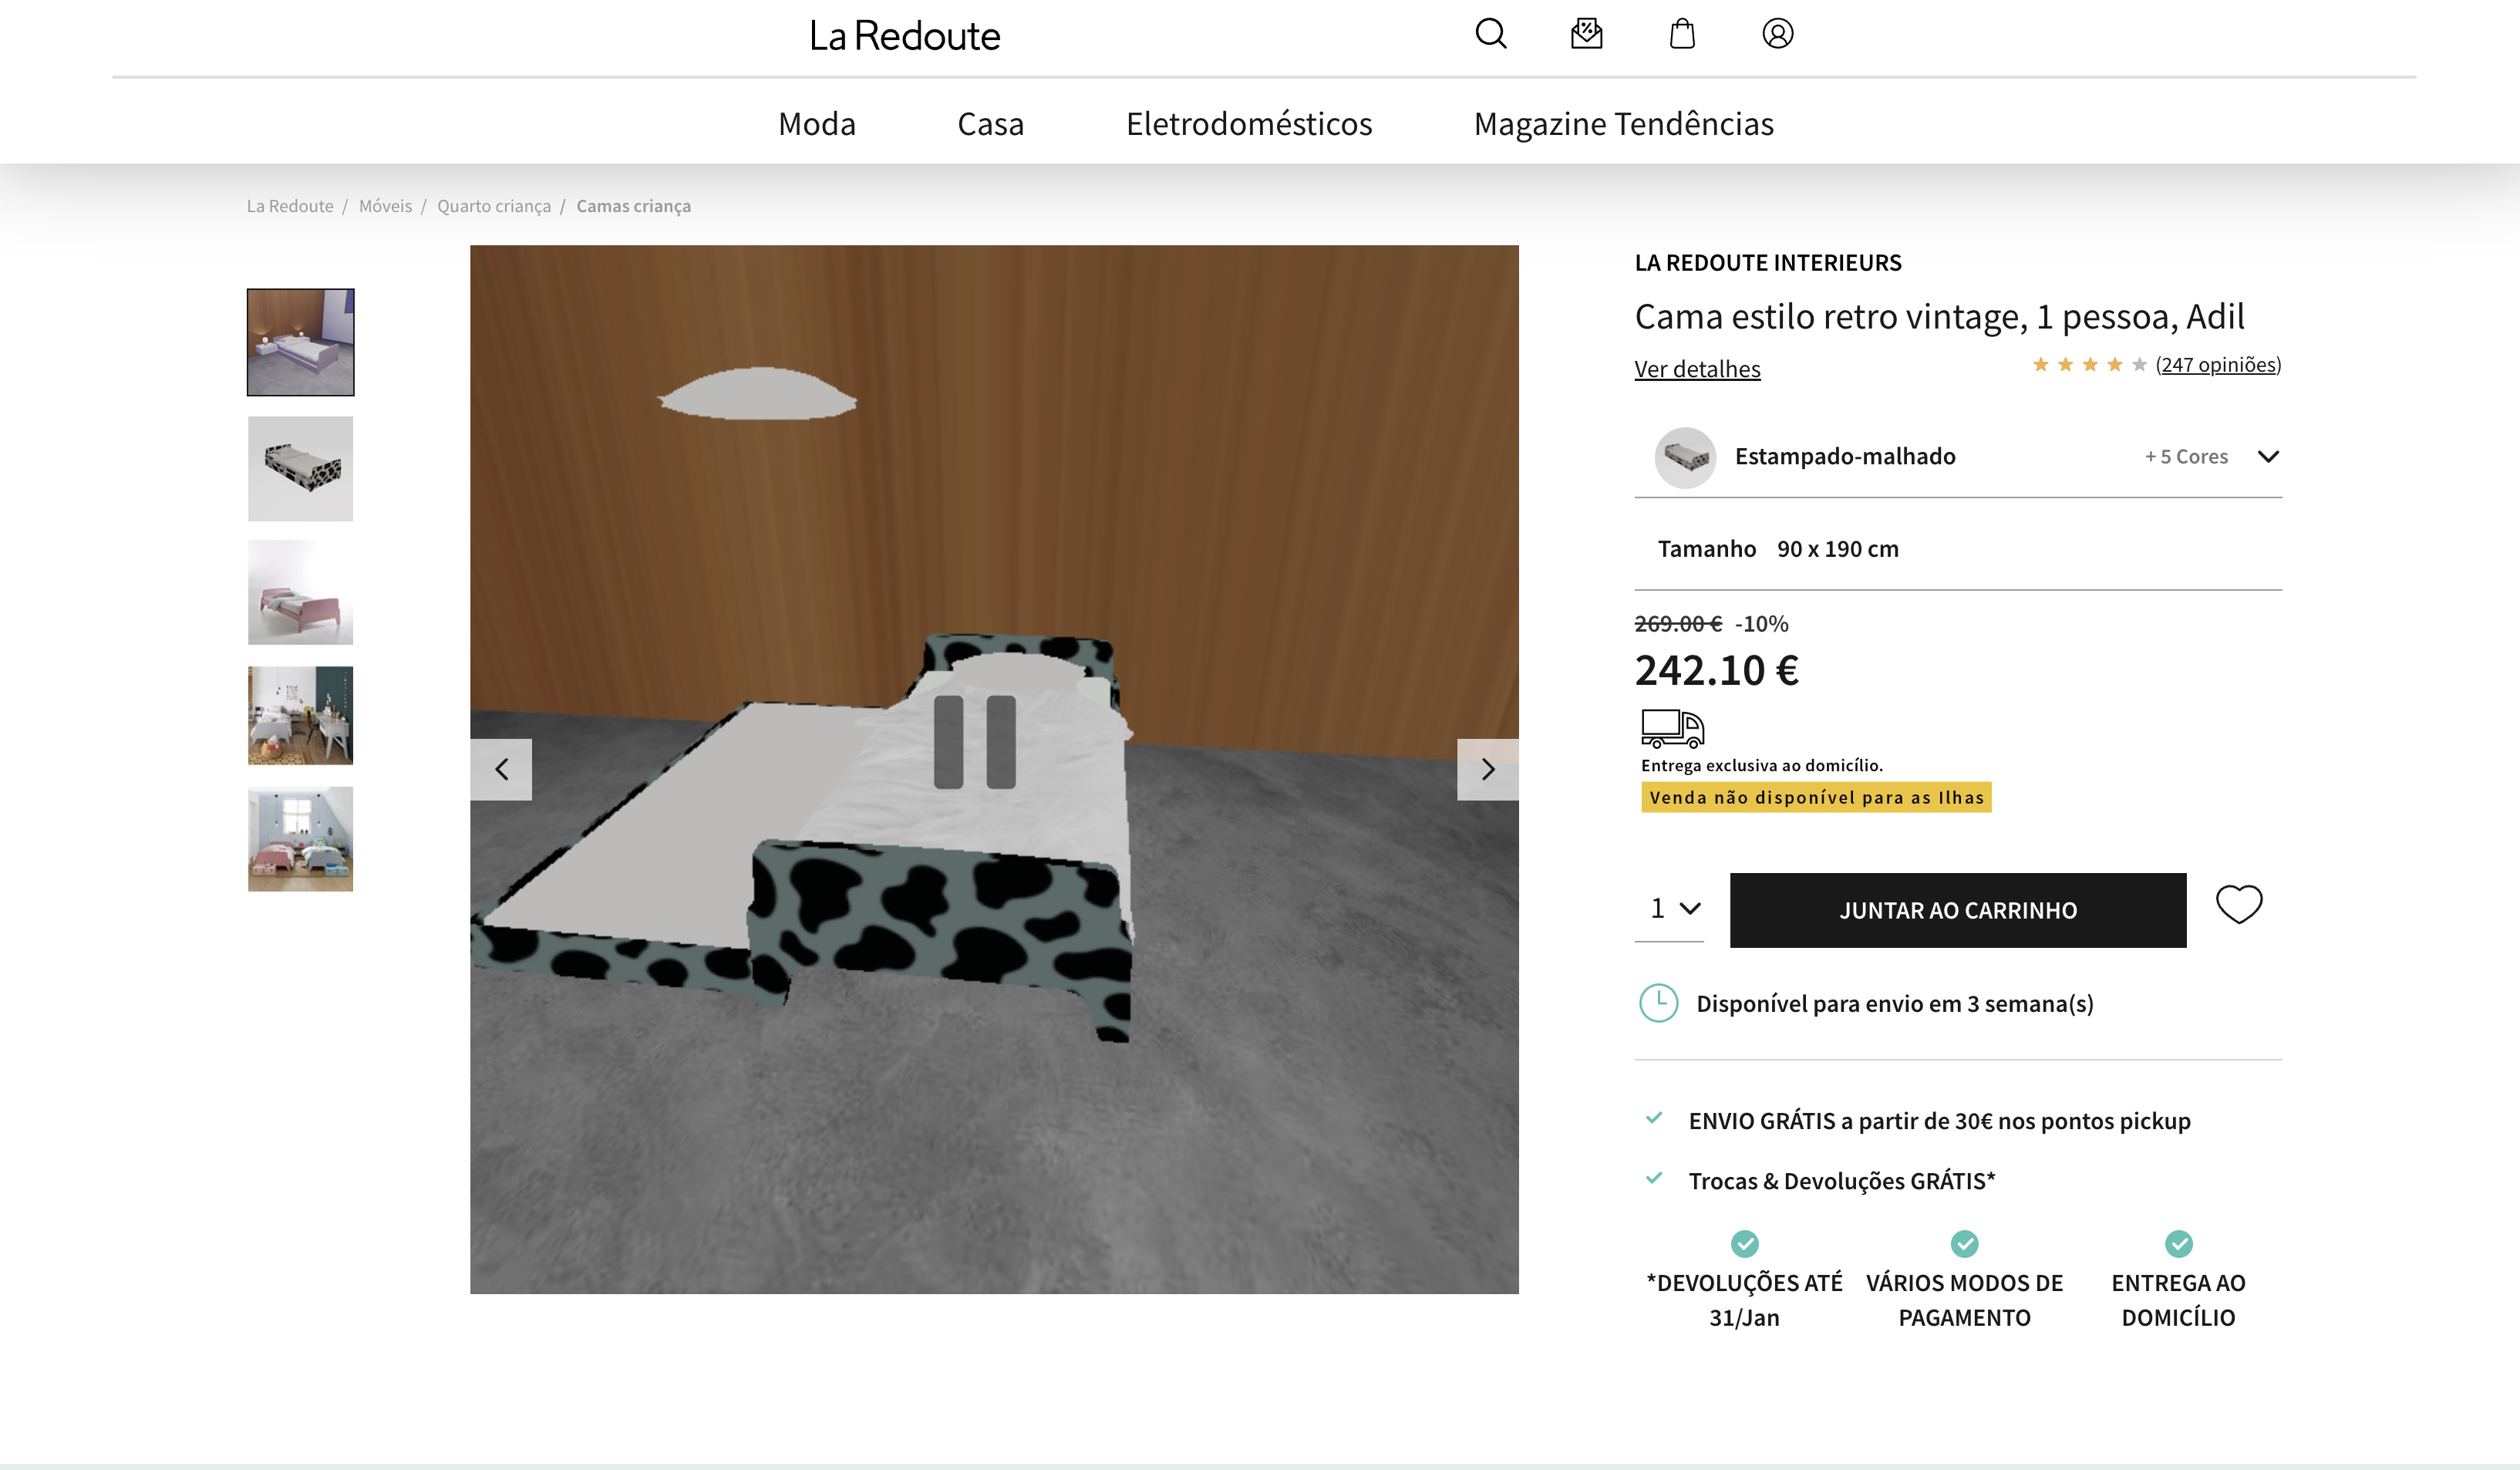 La Redoute
Moda Casa Eletrodomésticos Magazine Tendências
La Redoute / Móveis / Quarto criança / Camas criança
LA REDOUTE INTERIEURS
Cama estilo retro vintage, 1 pessoa, Adil
Ver detalhes (247 opiniões)
Estampado-malhado + 5 Cores
Tamanho 90 x 190 cm
269.00 € -10%
242.10 €
Entrega exclusiva ao domicílio.
Venda não disponível para as Ilhas
1 JUNTAR AO CARRINHO
Disponível para envio em 3 semana(s)
ENVIO GRÁTIS a partir de 30€ nos pontos pickup
Trocas & Devoluções GRÁTIS*
*DEVOLUÇÕES ATÉ
31/Jan
VÁRIOS MODOS DE
PAGAMENTO
ENTREGA AO
DOMICÍLIO